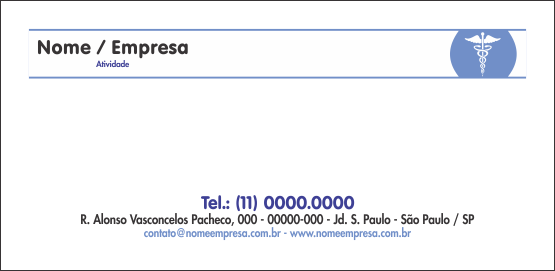 Nome / Empresa
Atividade
Tel.: (11) 0000.0000
R. Alonso Vasconcelos Pacheco, 000 - 00000-000 - Jd. S. Paulo - São Paulo / SP
contato@nomeempresa.com.br - www.nomeempresa.com.br